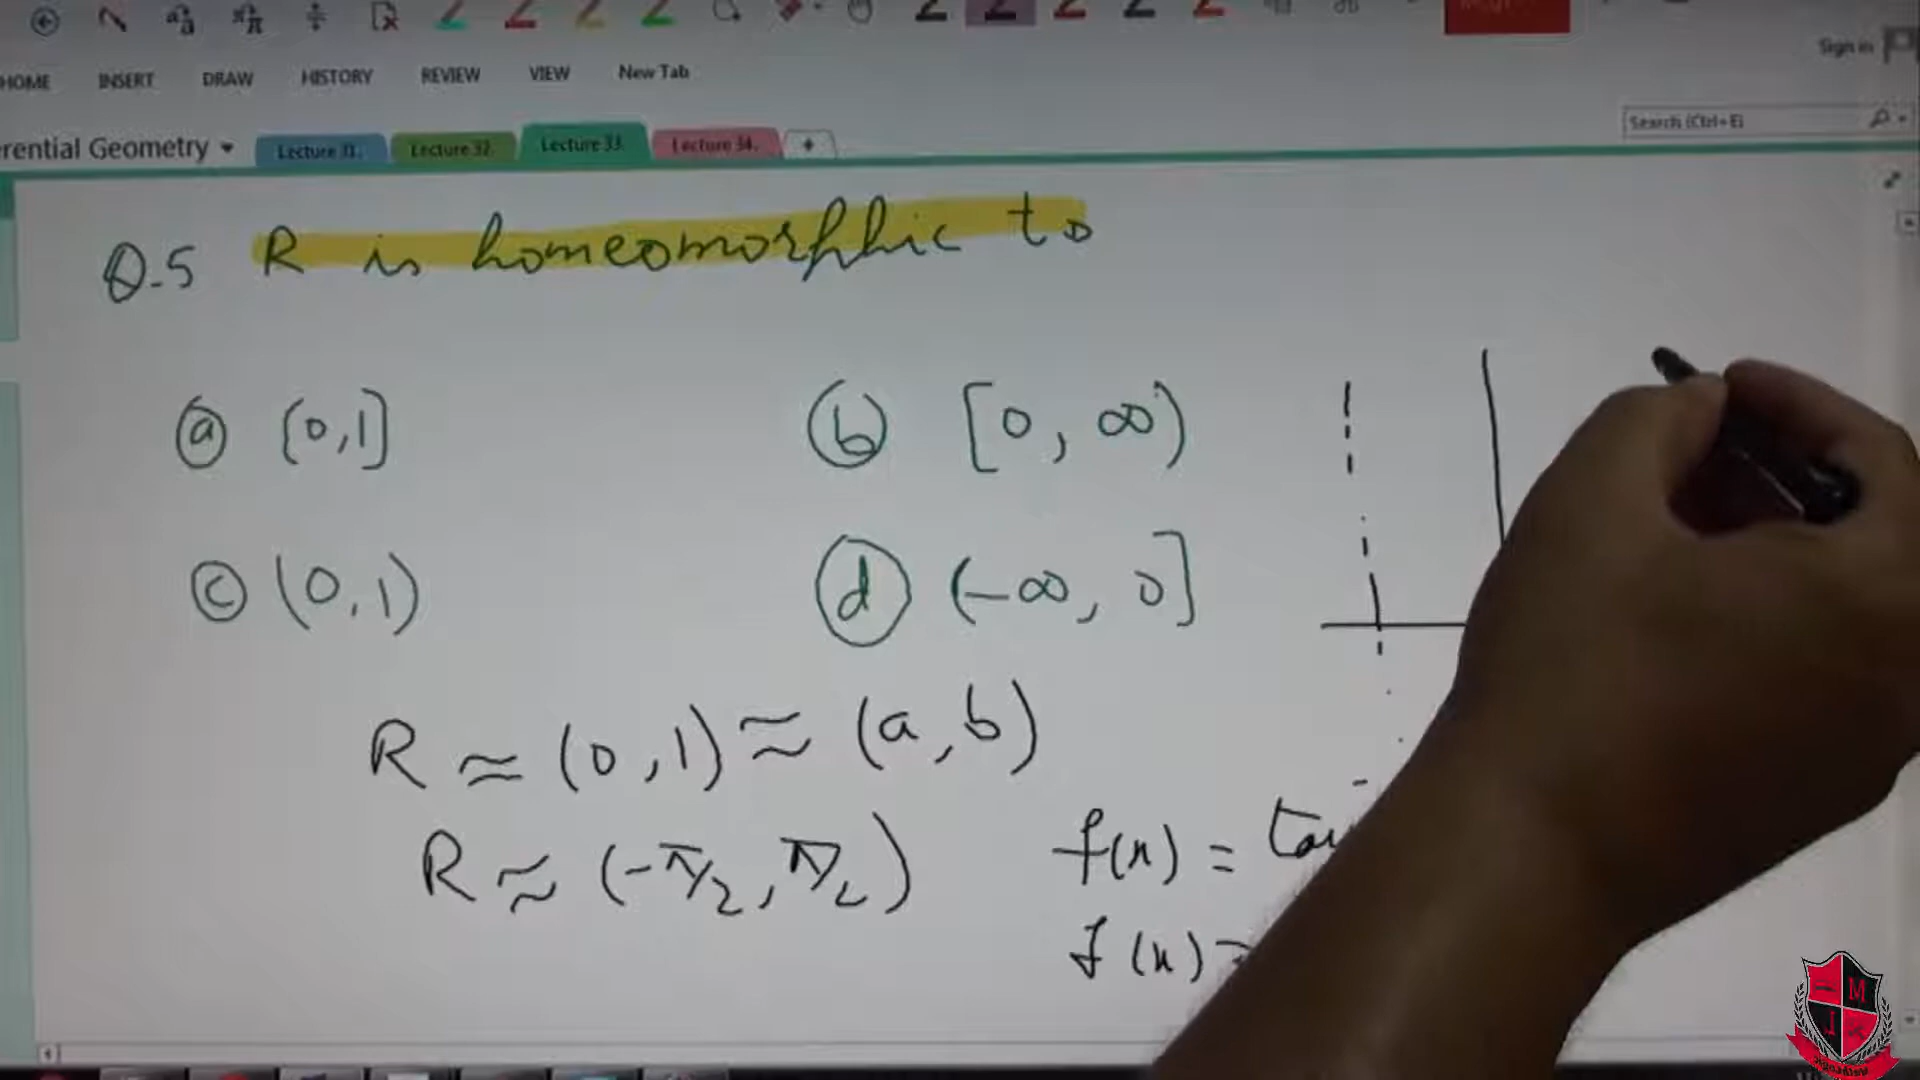 HOME INSERT DRAW HISTORY REVIEW VIEW New Tab
Sign in
Search (Ctrl+E)
rential Geometry Lecture 31. Lecture 32. Lecture 33. Lecture 34. +
Q.5 R is homeomorphic to
(a) (0,1] (b) [0, ∞)
(c) (0,1) (d) (-∞, 0]
R ≈ (0,1) ≈ (a,b)
R ≈ (-π/2, π/2)
f(x) = tan
f(x) =
M
J